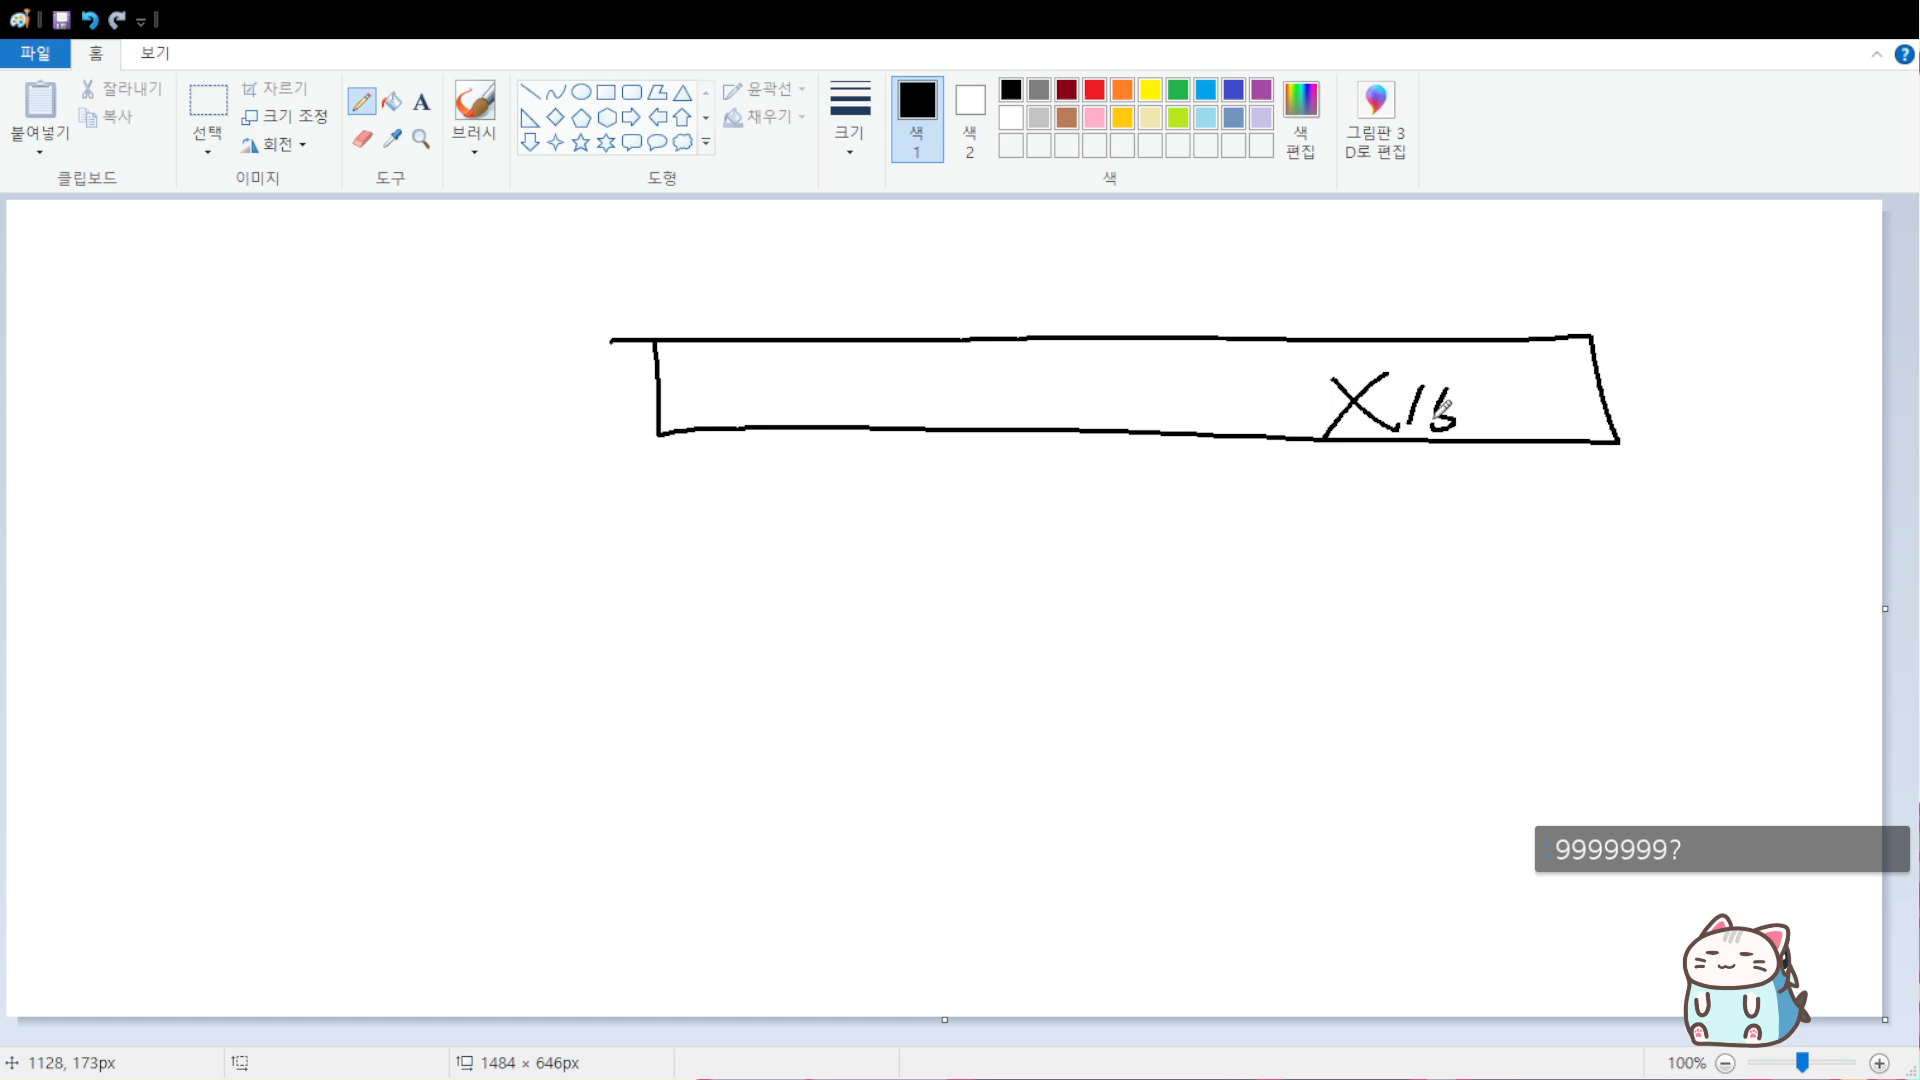 파일 홈 보기
붙여넣기
잘라내기
복사
클립보드
선택
자르기
크기 조정
회전
이미지
A
도구
브러시
윤곽선
채우기
도형
크기
색
1
색
2
색
편집
색
그림판 3
D로 편집
?
9999999?
1128, 173px
1484 × 646px
100%